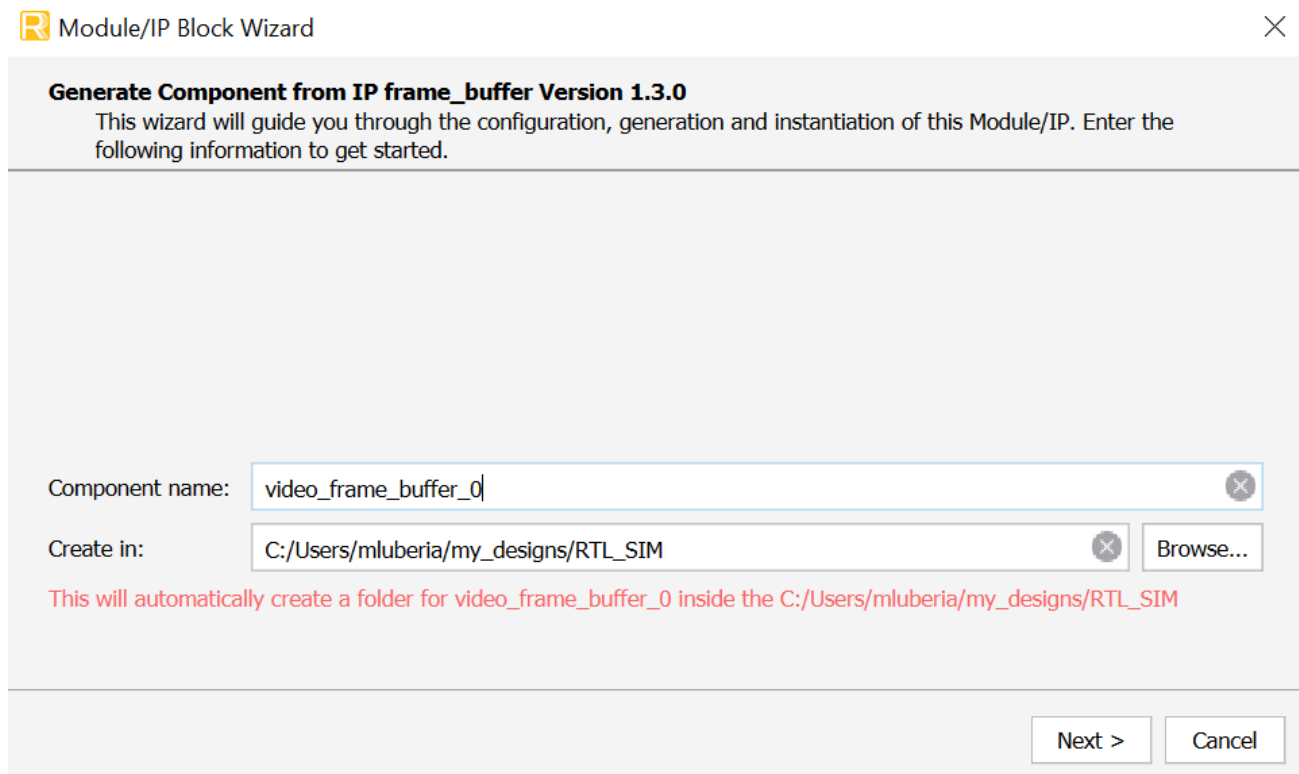 Module/IP Block Wizard
Generate Component from IP frame_buffer Version 1.3.0
This wizard will guide you through the configuration, generation and instantiation of this Module/IP. Enter the
following information to get started.
Component name: video_frame_buffer_0
Create in: C:/Users/mluberia/my_designs/RTL_SIM Browse...
This will automatically create a folder for video_frame_buffer_0 inside the C:/Users/mluberia/my_designs/RTL_SIM
Next > Cancel